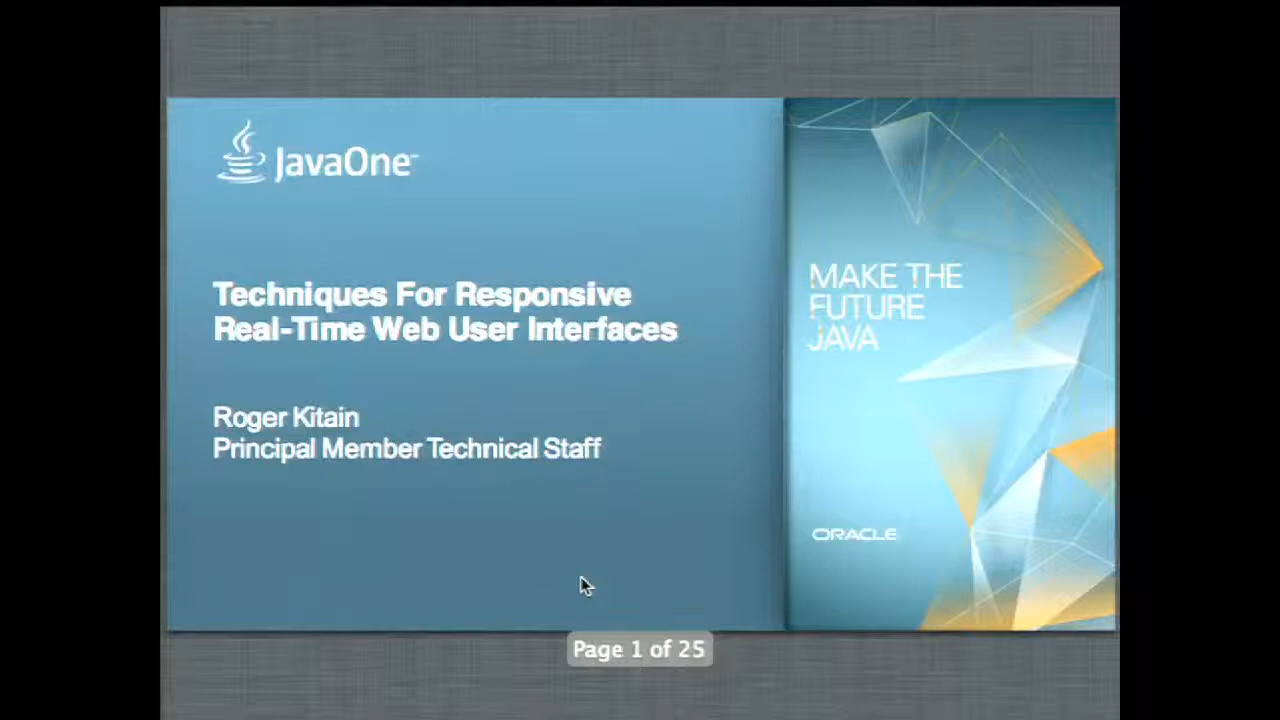 JavaOne™
Techniques For Responsive
Real-Time Web User Interfaces
Roger Kitain
Principal Member Technical Staff
MAKE THE
FUTURE
JAVA
ORACLE
Page 1 of 25